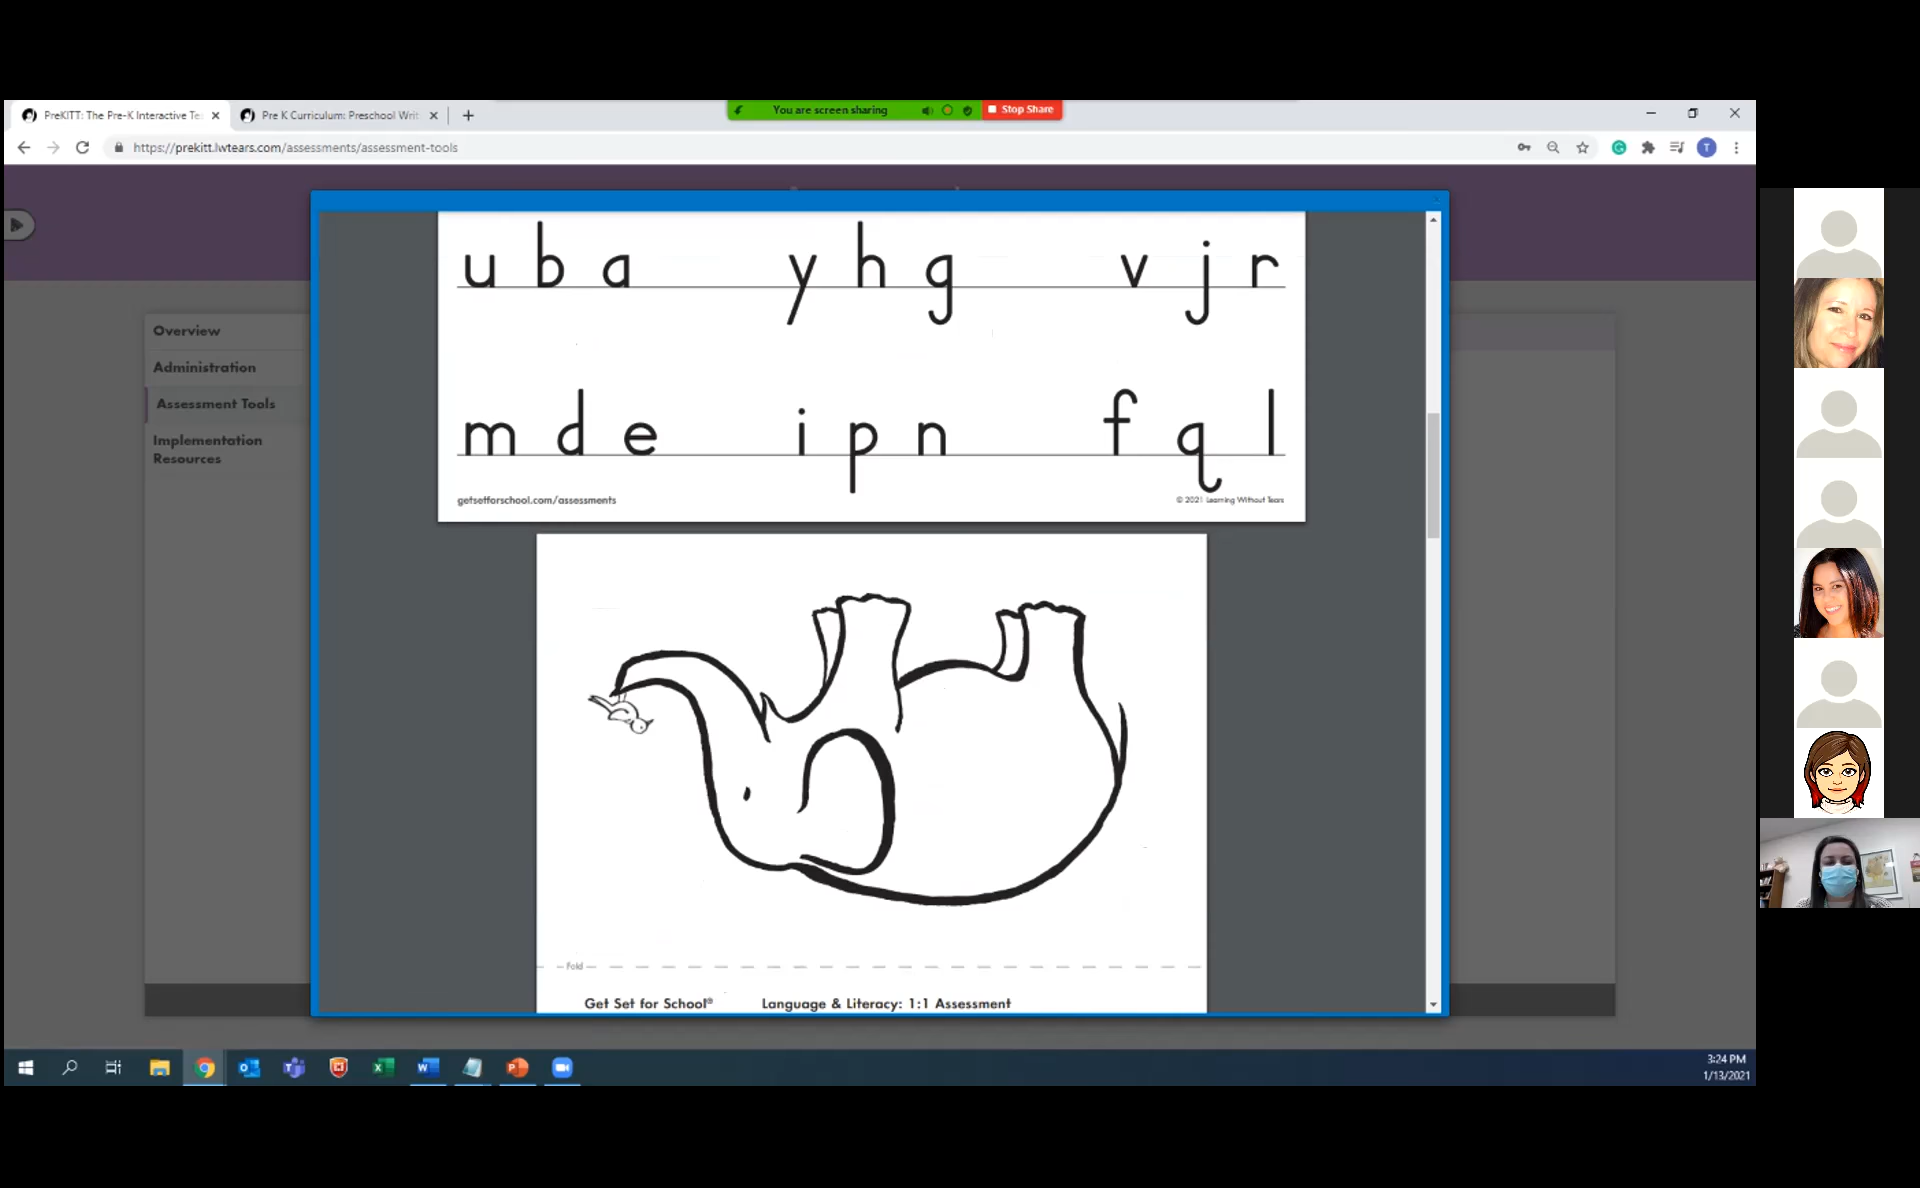 PreKITT: The Pre-K Interactive Te
Pre K Curriculum: Preschool Writ
You are screen sharing
Stop Share
https://prekitt.lwtears.com/assessments/assessment-tools
T
Overview
Administration
Assessment Tools
Implementation
Resources
u b a y h g v j r
m d e i p n f q l
getsetforschool.com/assessments
© 2021 Learning Without Tears
Fold
Get Set for School® Language & Literacy: 1:1 Assessment
3:24 PM
1/13/2021